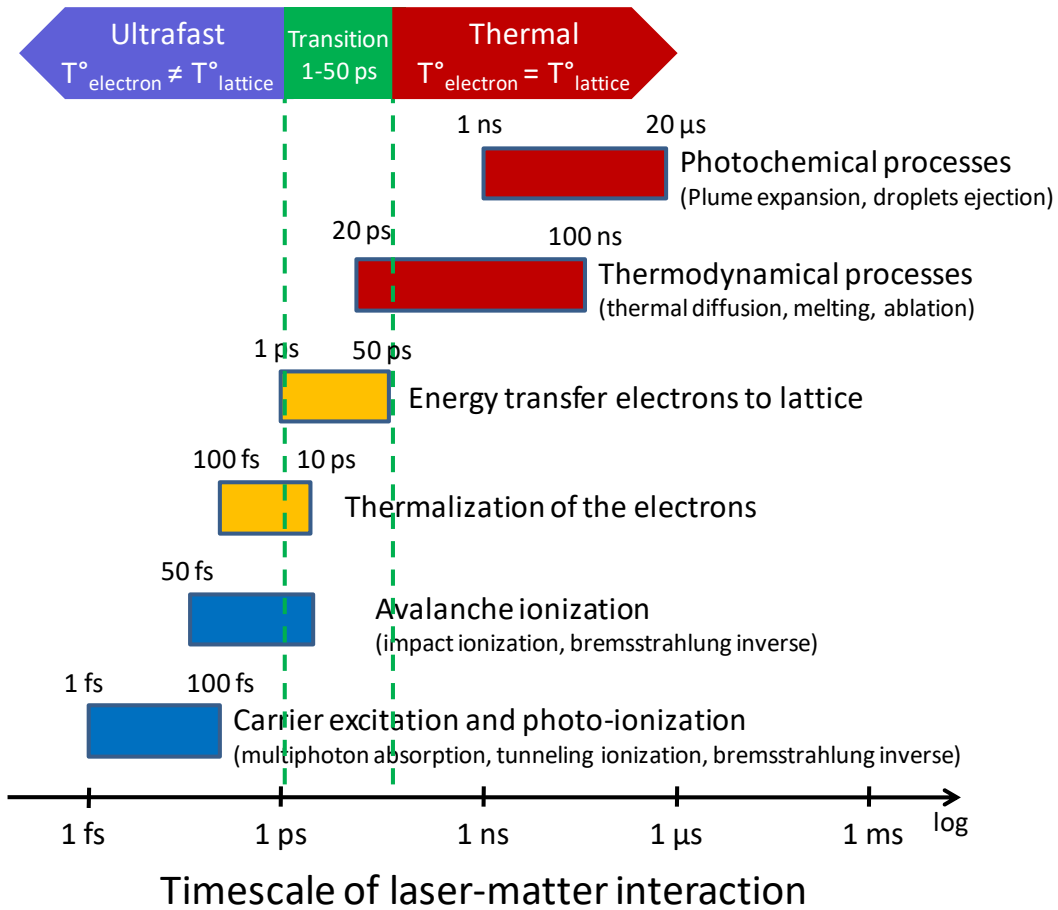 Ultrafast
T°electron ≠ T°lattice
Transition
1-50 ps
Thermal
T°electron = T°lattice
1 ns
20 µs
Photochemical processes
(Plume expansion, droplets ejection)
20 ps
100 ns
Thermodynamical processes
(thermal diffusion, melting, ablation)
1 ps
50 ps
Energy transfer electrons to lattice
100 fs
10 ps
Thermalization of the electrons
50 fs
Avalanche ionization
(impact ionization, bremsstrahlung inverse)
1 fs
100 fs
Carrier excitation and photo-ionization
(multiphoton absorption, tunneling ionization, bremsstrahlung inverse)
1 fs
1 ps
1 ns
1 µs
1 ms
log
Timescale of laser-matter interaction